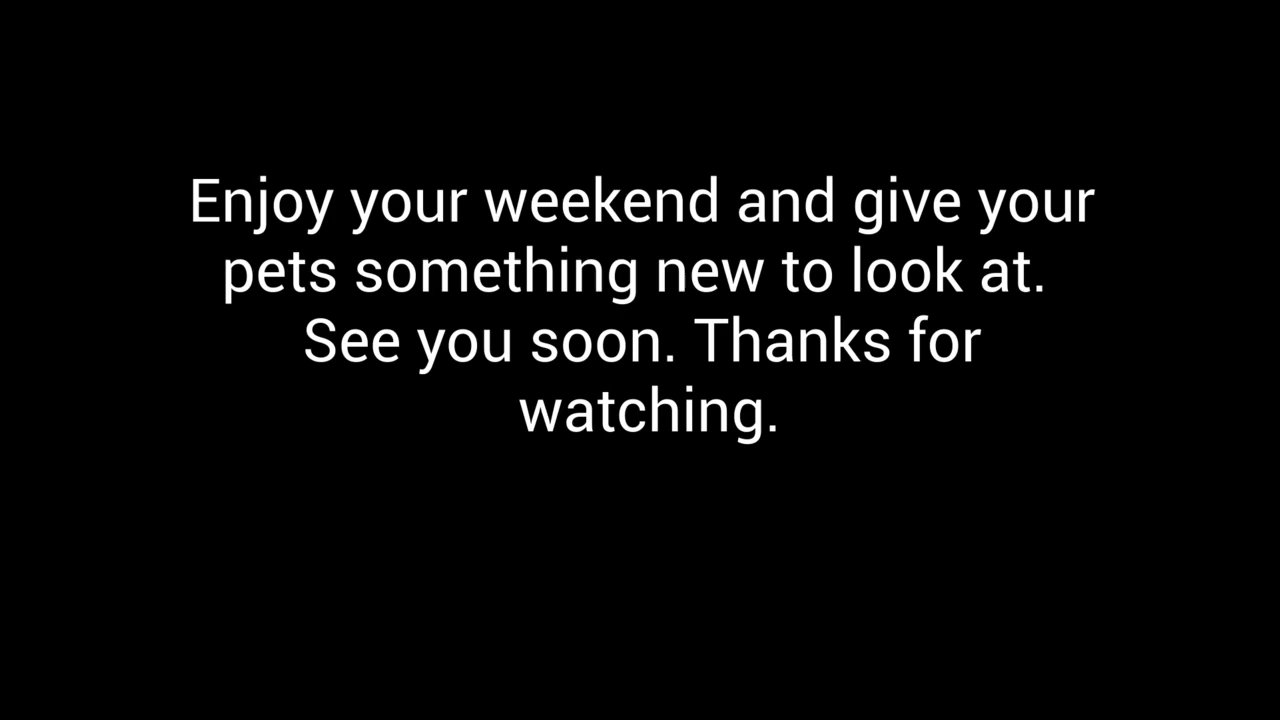 Enjoy your weekend and give your
pets something new to look at.
See you soon. Thanks for
watching.